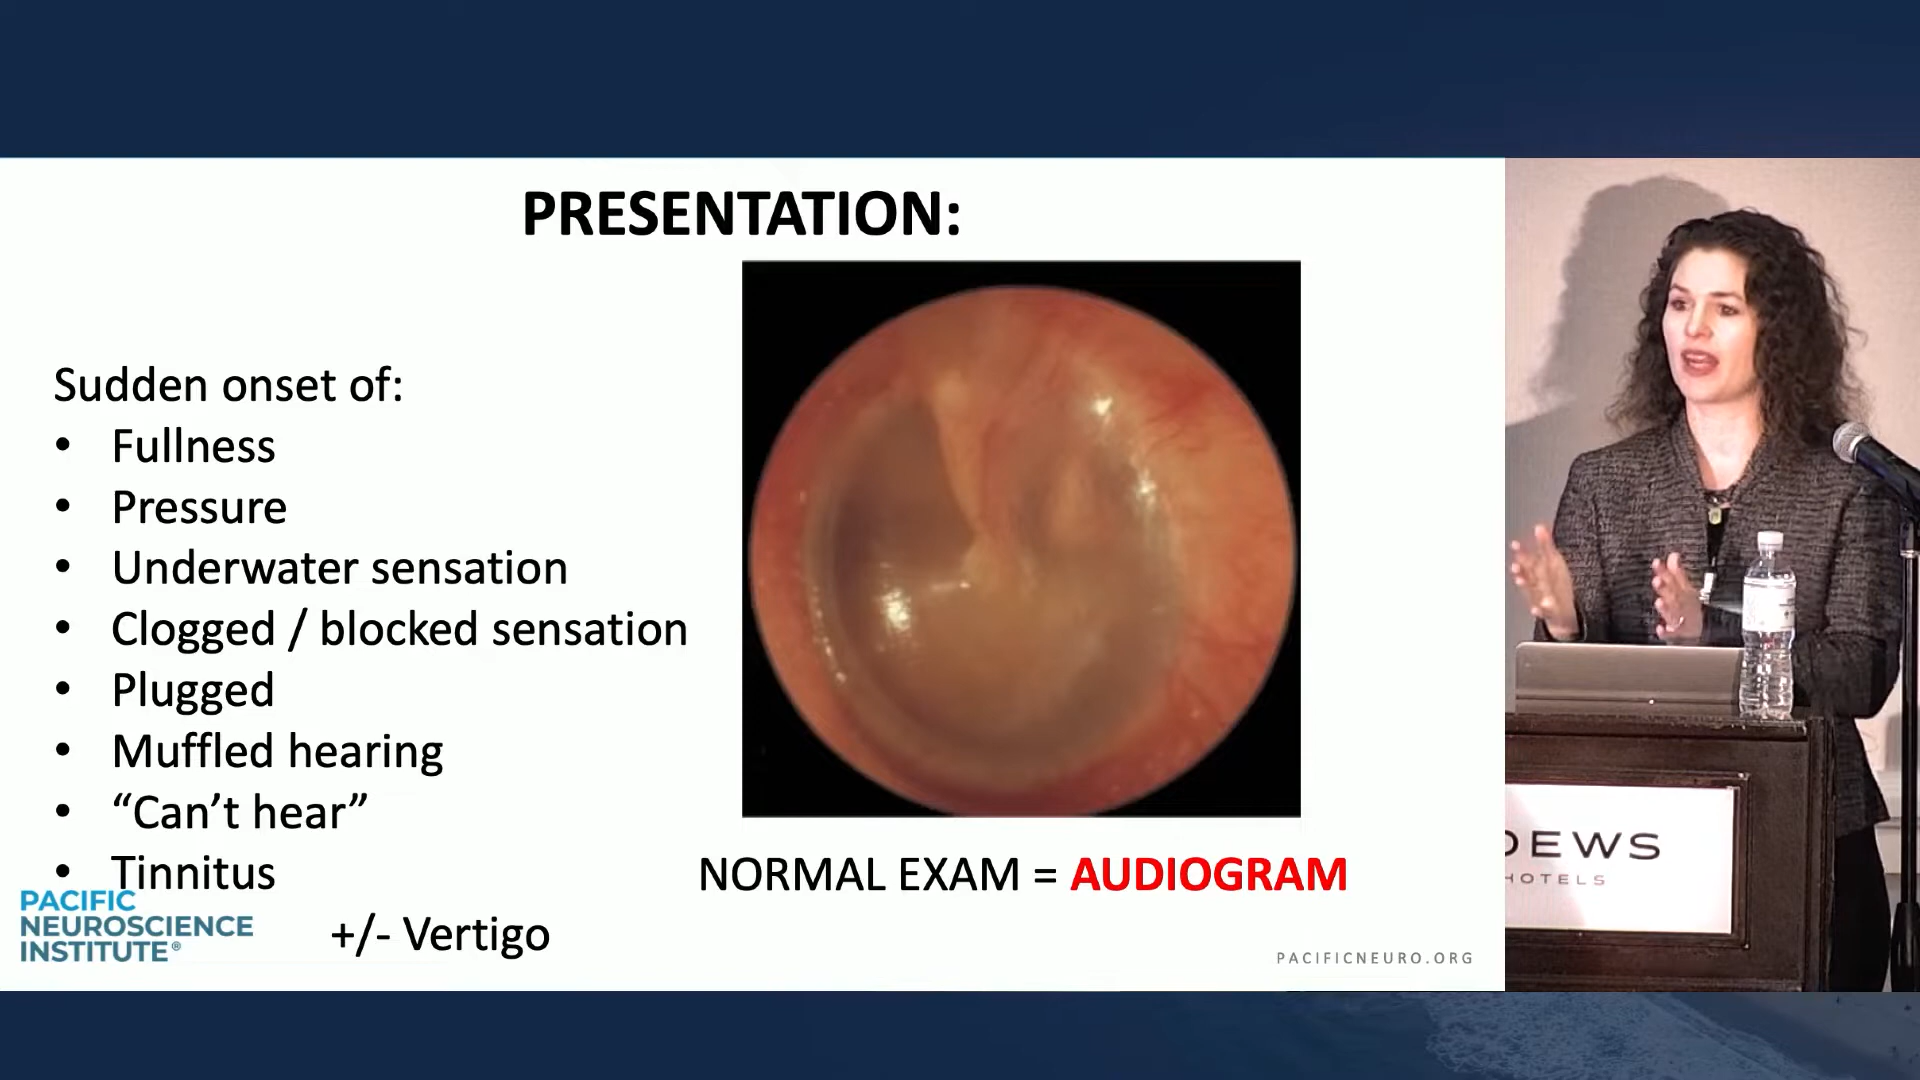 PRESENTATION:
Sudden onset of:
• Fullness
• Pressure
• Underwater sensation
• Clogged / blocked sensation
• Plugged
• Muffled hearing
• “Can’t hear”
• Tinnitus
+/- Vertigo
NORMAL EXAM = AUDIOGRAM
PACIFIC
NEUROSCIENCE
INSTITUTE®
PACIFICNEURO.ORG
OEWS
HOTELS